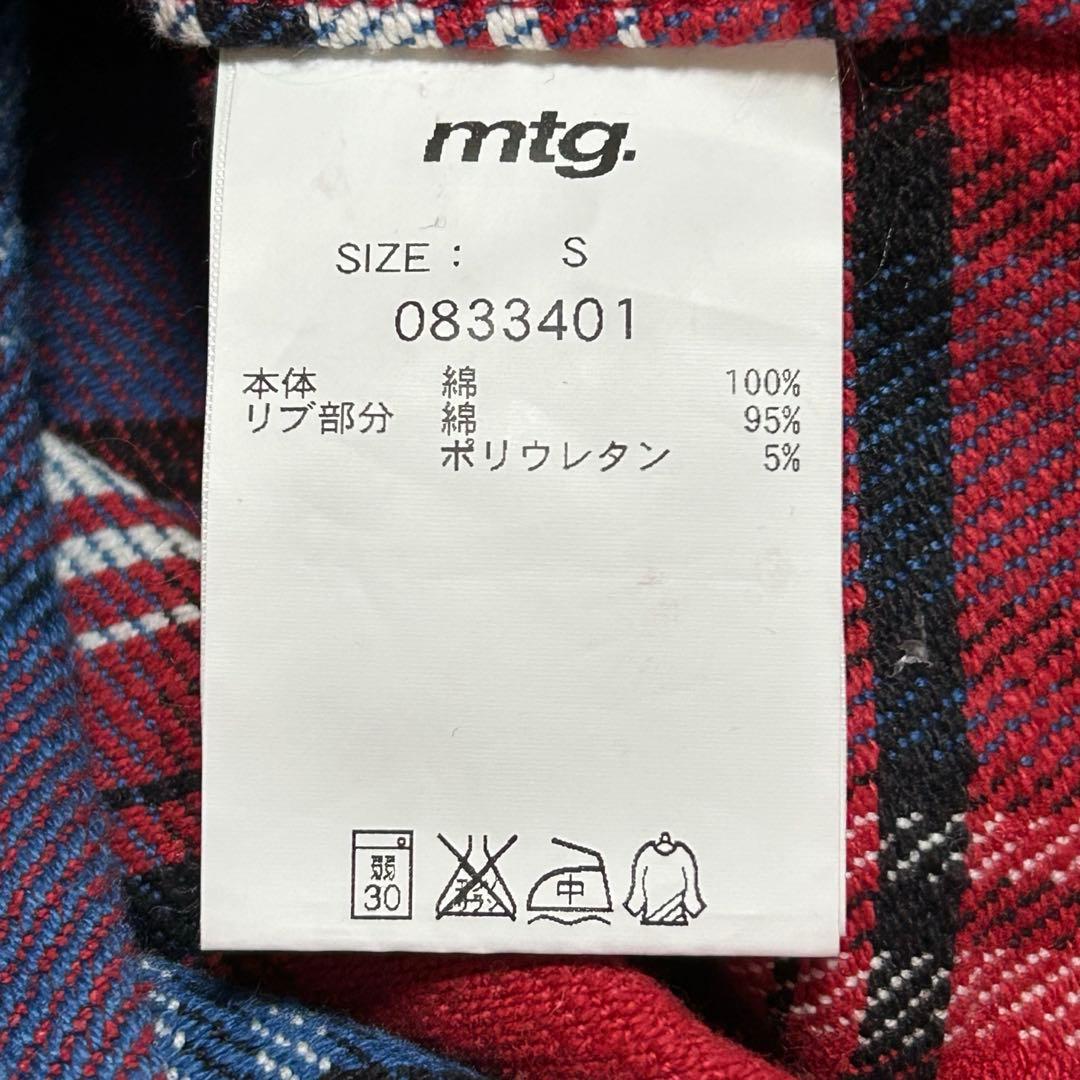 mtg.
SIZE : S
0833401
本体 綿 100%
リブ部分 綿 95%
ポリウレタン 5%
弱 中
30